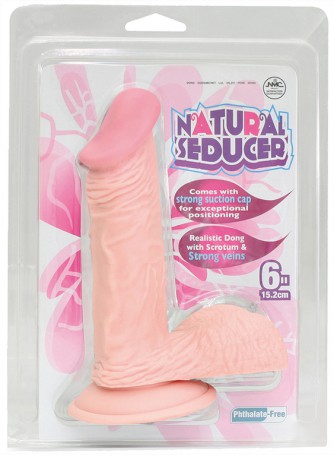 NMC
NATURAL
SEDUCER
Comes with
strong suction cap
for exceptional
positioning
Realistic Dong
with Scrotum &
Strong veins
6"
15.2cm
Phthalate-Free